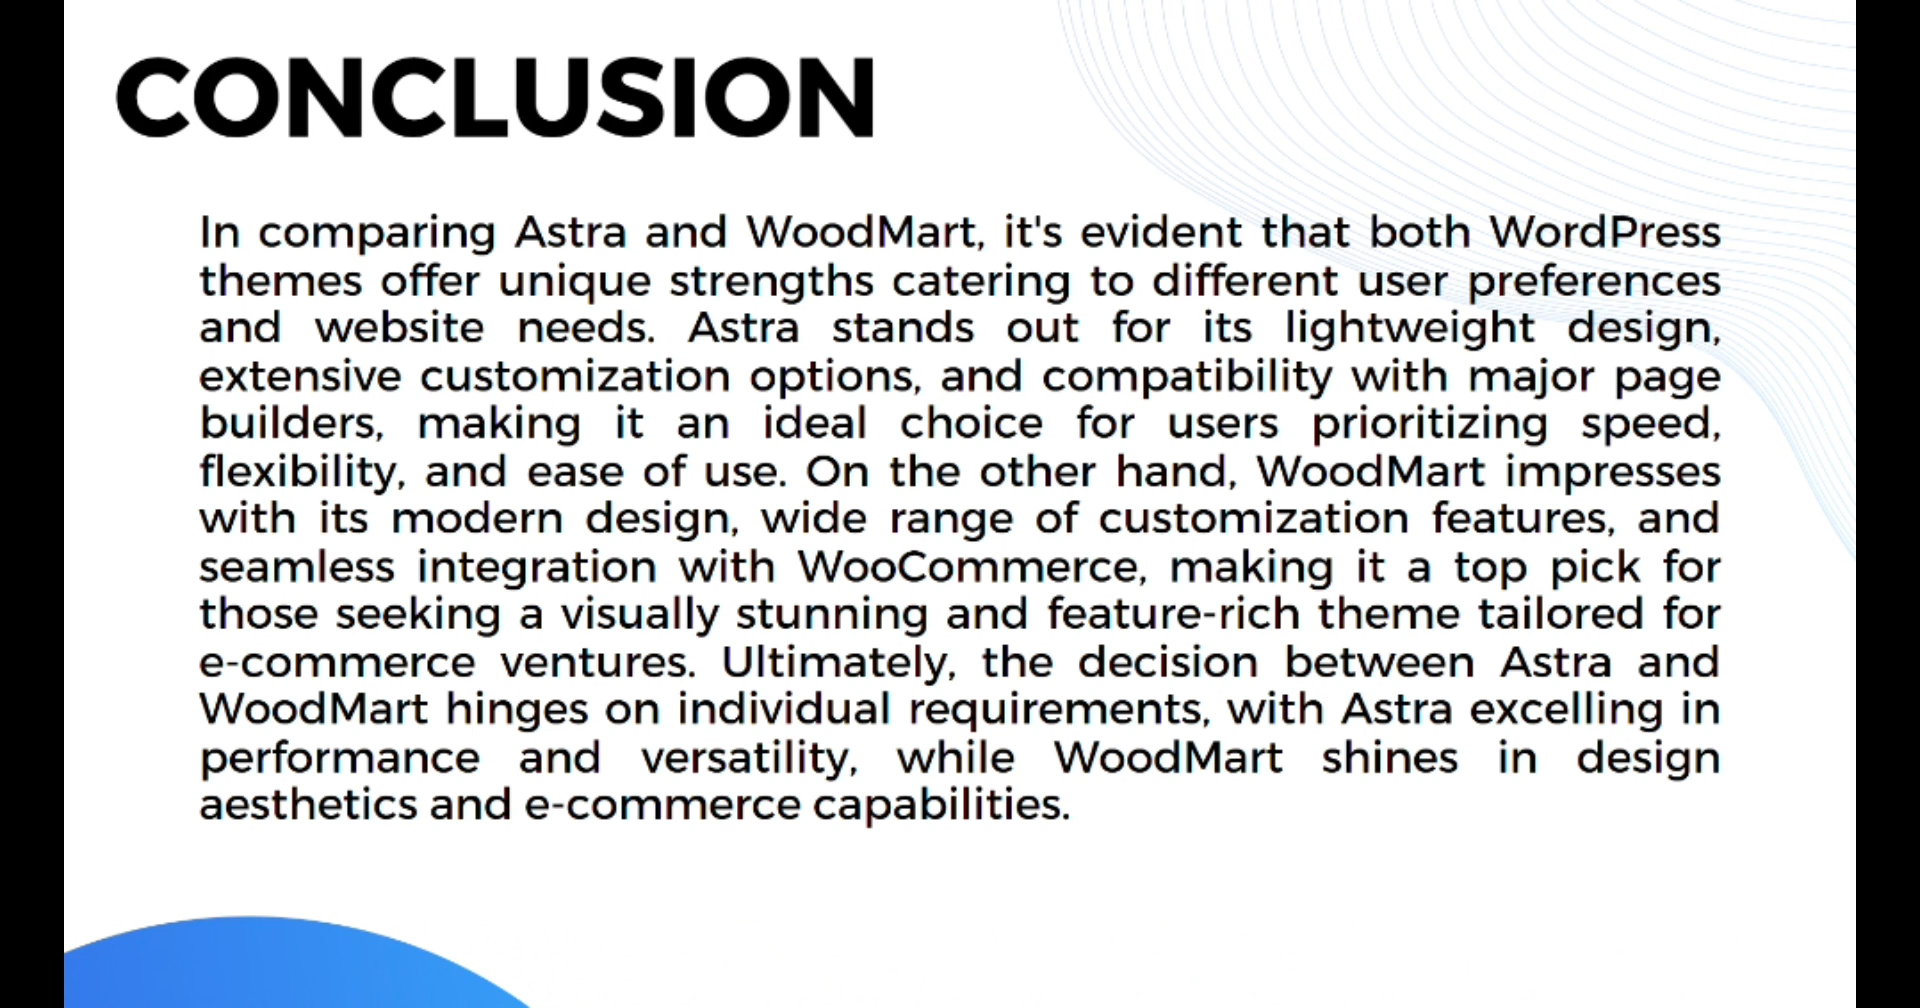 CONCLUSION
In comparing Astra and WoodMart, it's evident that both WordPress
themes offer unique strengths catering to different user preferences
and website needs. Astra stands out for its lightweight design,
extensive customization options, and compatibility with major page
builders, making it an ideal choice for users prioritizing speed,
flexibility, and ease of use. On the other hand, WoodMart impresses
with its modern design, wide range of customization features, and
seamless integration with WooCommerce, making it a top pick for
those seeking a visually stunning and feature-rich theme tailored for
e-commerce ventures. Ultimately, the decision between Astra and
WoodMart hinges on individual requirements, with Astra excelling in
performance and versatility, while WoodMart shines in design
aesthetics and e-commerce capabilities.